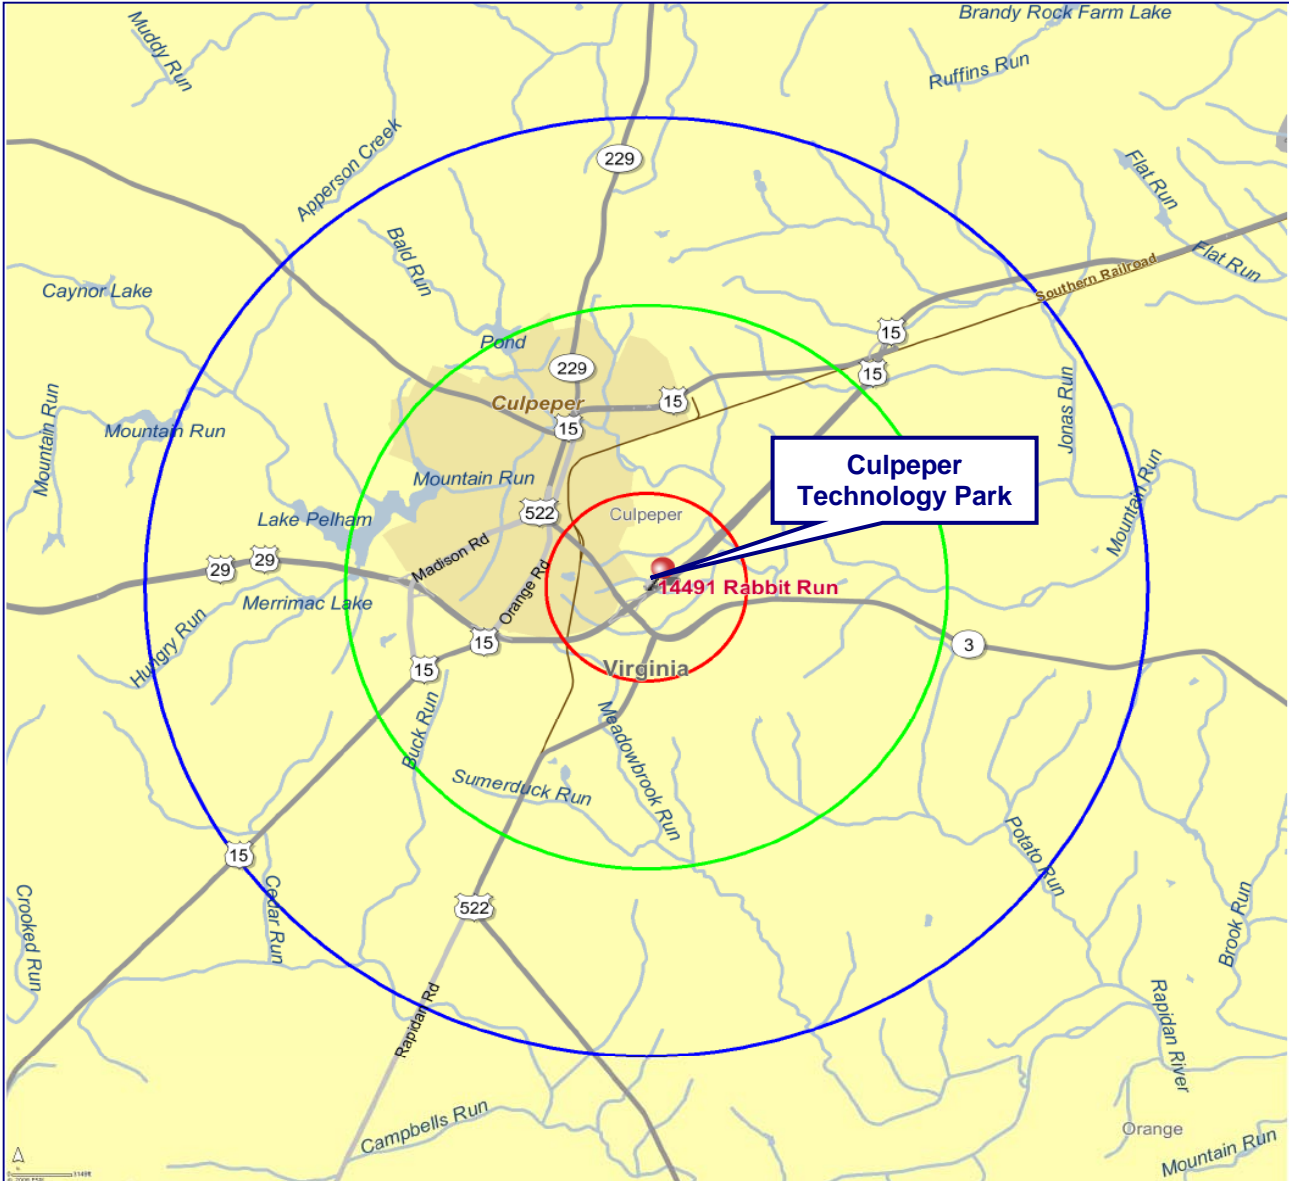 Brandy Rock Farm Lake
Muddy Run
Ruffins Run
229
Apperson Creek
Flat Run
Bald Run
Flat Run
Southern Railroad
Caynor Lake
Pond
15
229
15
15
Culpeper
15
Mountain Run
Mountain Run
Jonas Run
Culpeper
Technology Park
Mountain Run
522
Culpeper
Lake Pelham
Mountain Run
29
29
Madison Rd
14491 Rabbit Run
Orange Rd
Merrimac Lake
Hungry Run
15
3
15
Virginia
Buck Run
Meadowbrook Run
Sumerduck Run
15
Potato Run
Cedar Run
522
Crooked Run
Brook Run
Rapidan Rd
Rapidan River
Campbells Run
Orange
Mountain Run